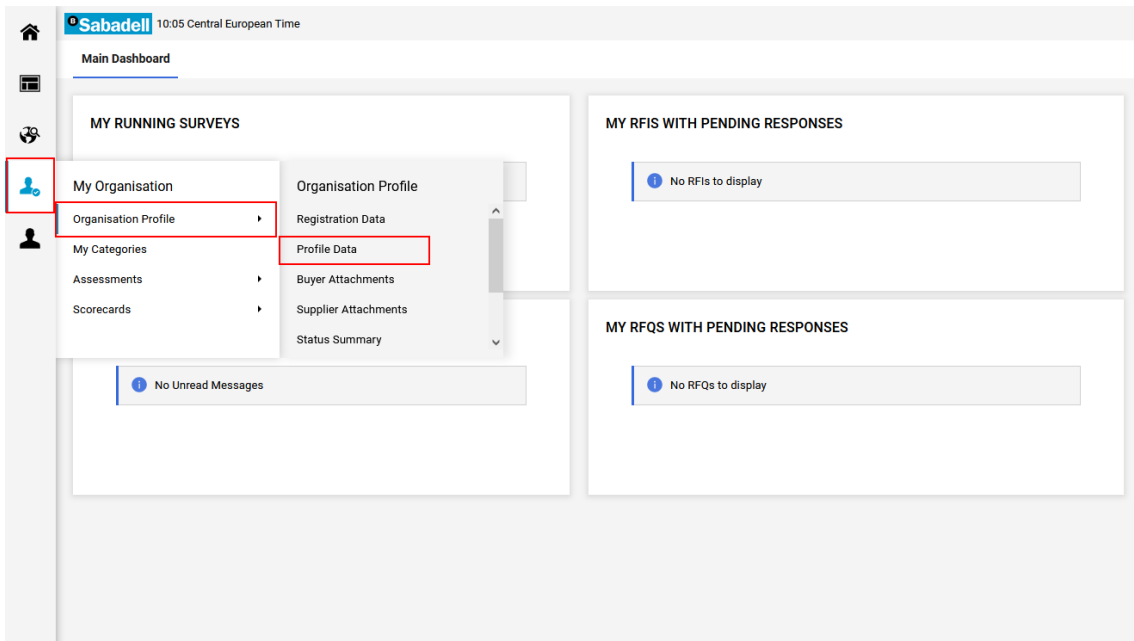 B Sabadell 10:05 Central European Time
Main Dashboard
MY RUNNING SURVEYS
MY RFIS WITH PENDING RESPONSES
No RFIs to display
My Organisation
Organisation Profile
My Categories
Assessments
Scorecards
Organisation Profile
Registration Data
Profile Data
Buyer Attachments
Supplier Attachments
Status Summary
No Unread Messages
MY RFQS WITH PENDING RESPONSES
No RFQs to display